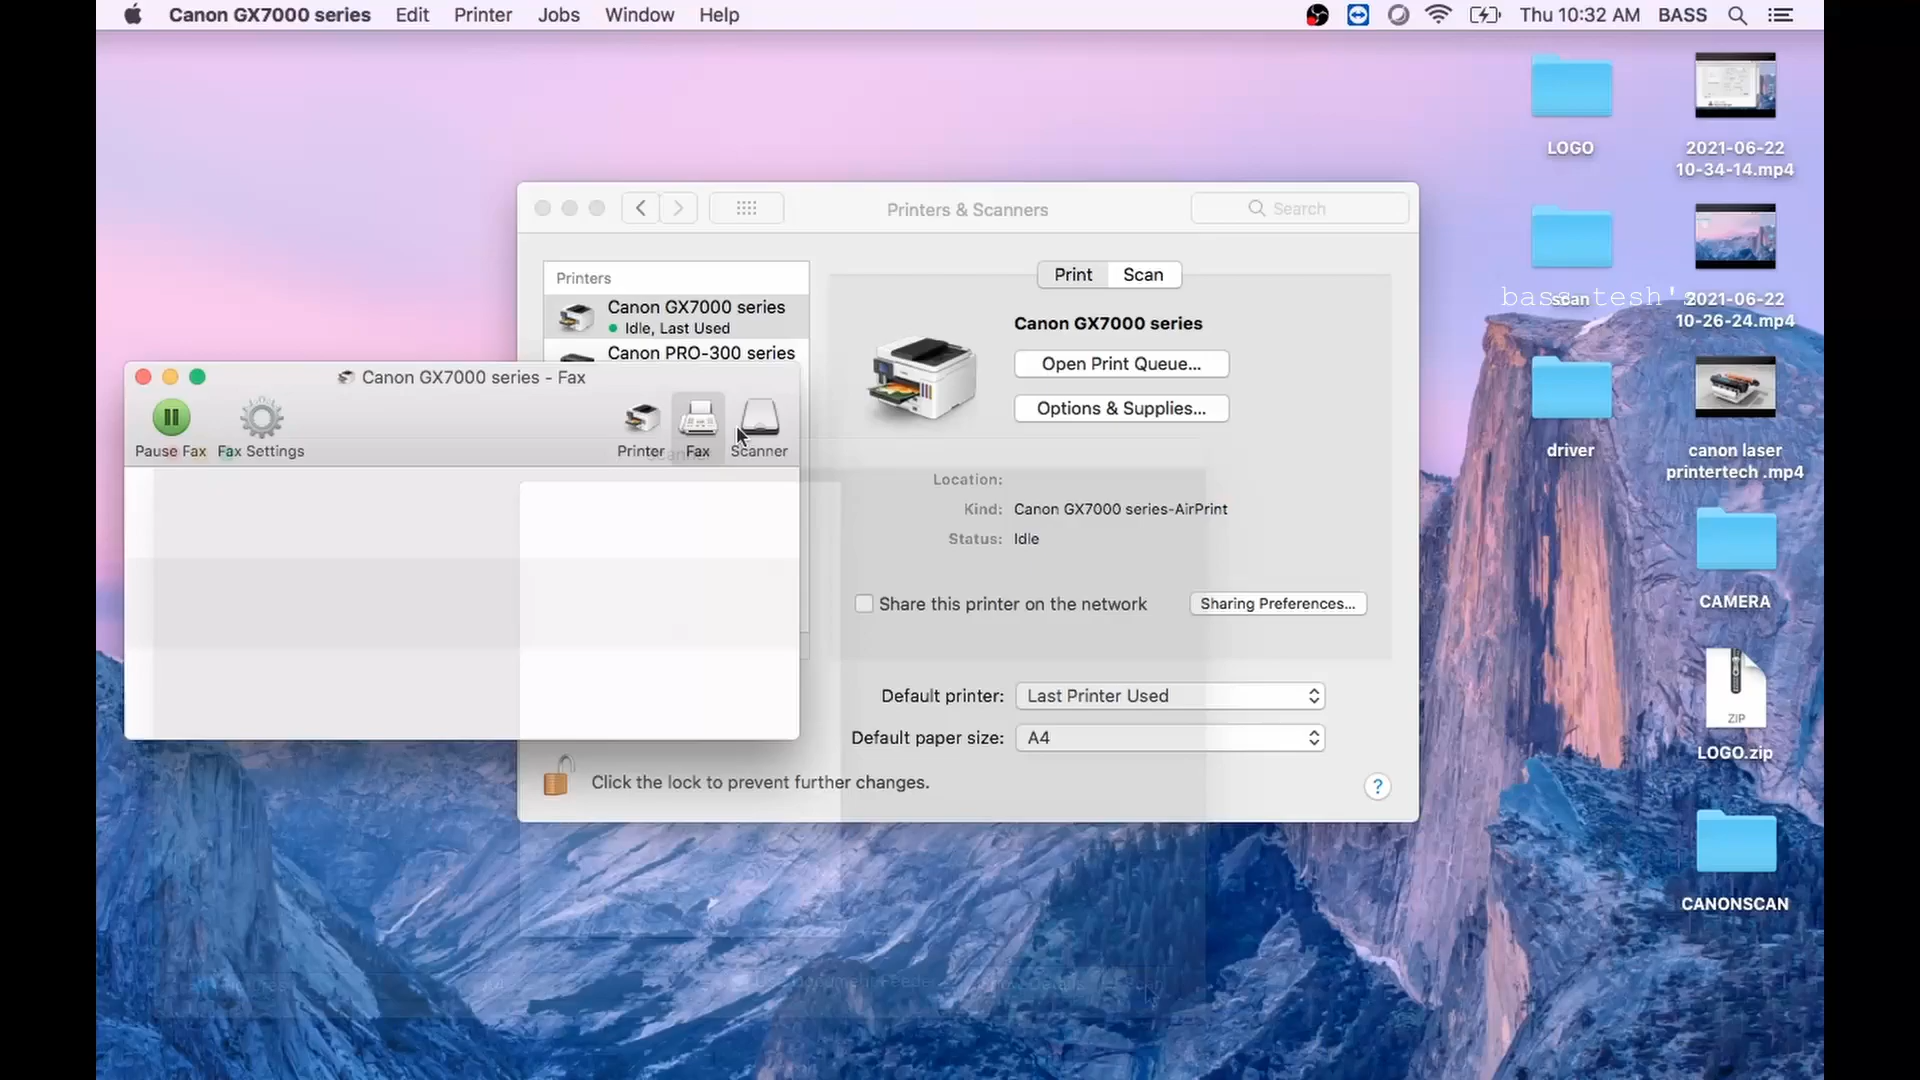 Canon GX7000 series Edit Printer Jobs Window Help
Thu 10:32 AM BASS
LOGO
2021-06-22
10-34-14.mp4
Printers & Scanners
Search
Printers
Canon GX7000 series
Idle, Last Used
Canon PRO-300 series
Print Scan
Canon GX7000 series
Open Print Queue...
Options & Supplies...
Location:
Kind: Canon GX7000 series-AirPrint
Status: Idle
Share this printer on the network
Sharing Preferences...
Default printer: Last Printer Used
Default paper size: A4
Click the lock to prevent further changes.
?
Canon GX7000 series - Fax
Pause Fax Fax Settings
Printer Fax Scanner
scan
bass tesh's
2021-06-22
10-26-24.mp4
driver
canon laser
printertech .mp4
CAMERA
ZIP
LOGO.zip
CANONSCAN